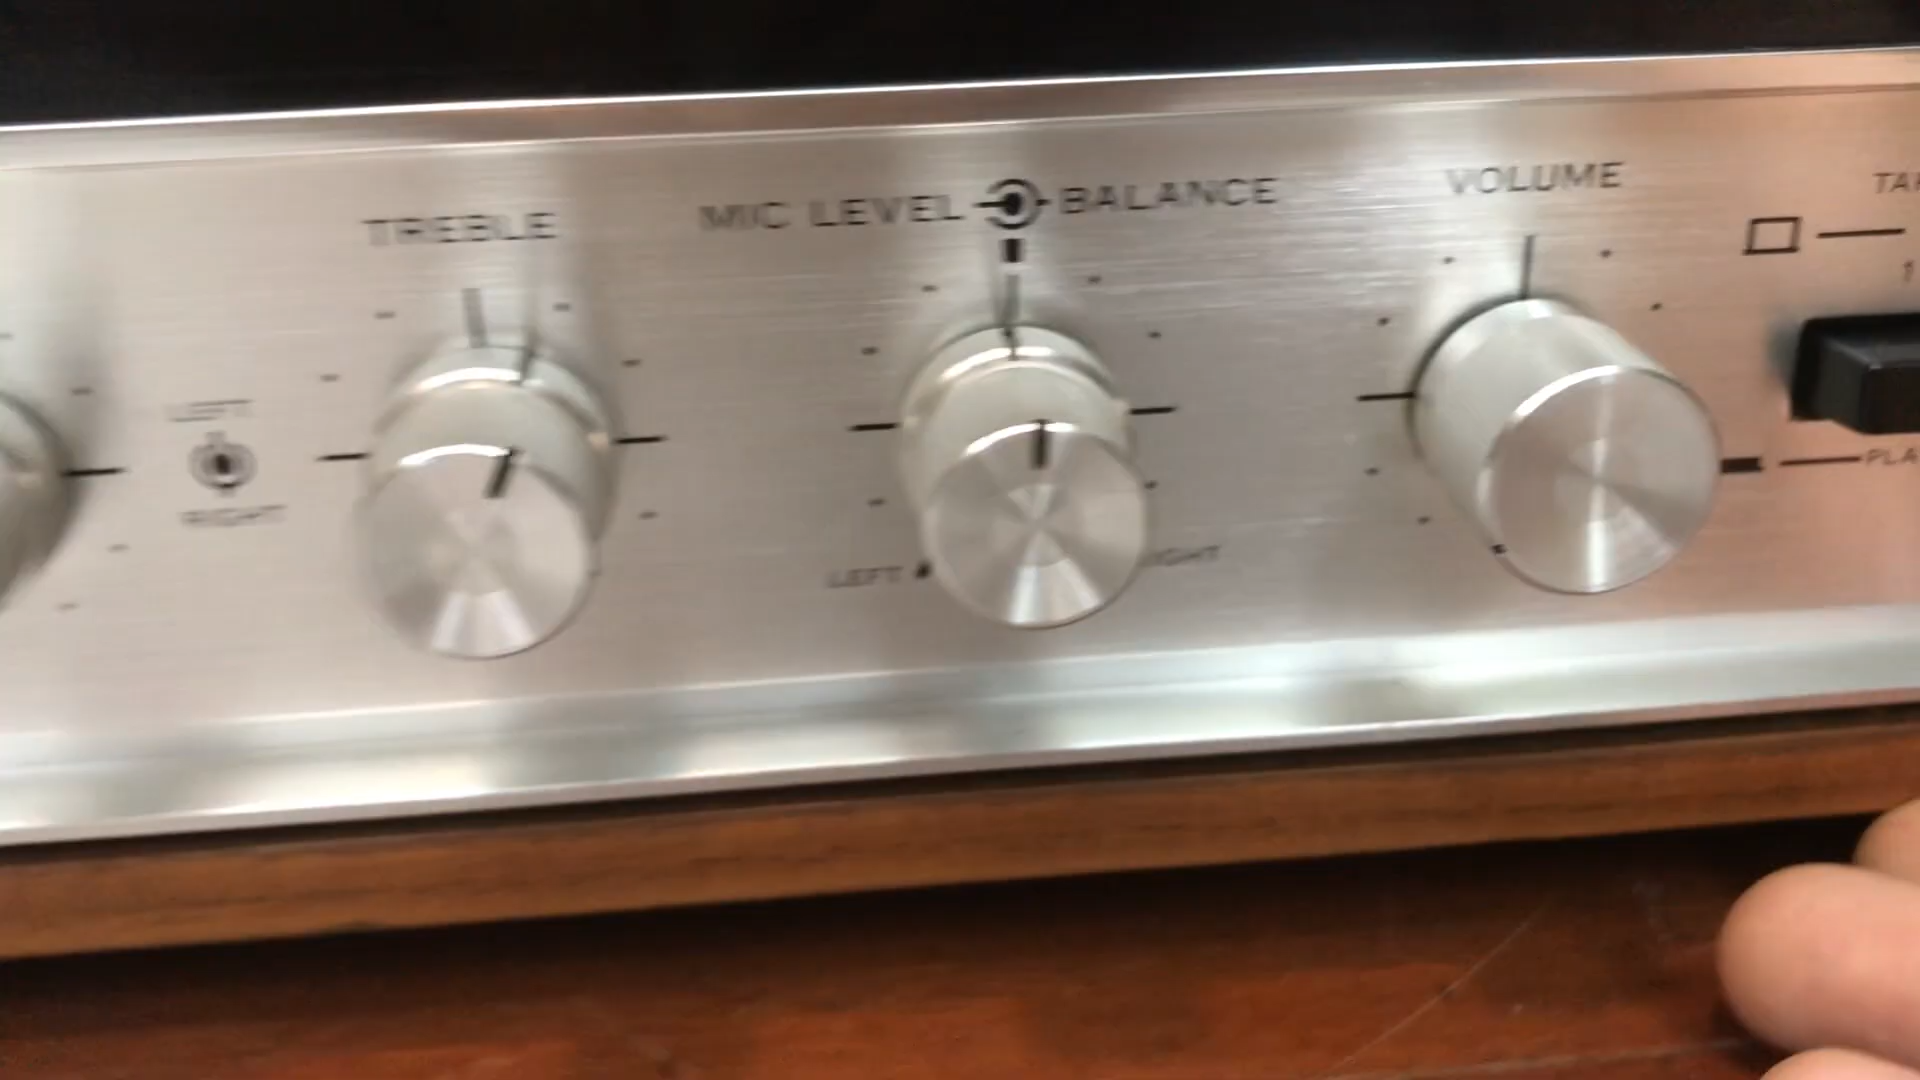 TREBLE
MIC LEVEL BALANCE
VOLUME
LEFT
RIGHT
LEFT